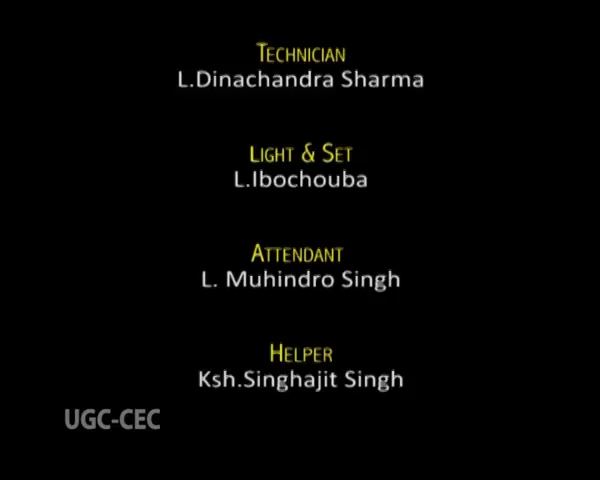 TECHNICIAN
L.Dinachandra Sharma
LIGHT & SET
L.Ibochouba
ATTENDANT
L. Muhindro Singh
HELPER
Ksh.Singhajit Singh
UGC-CEC